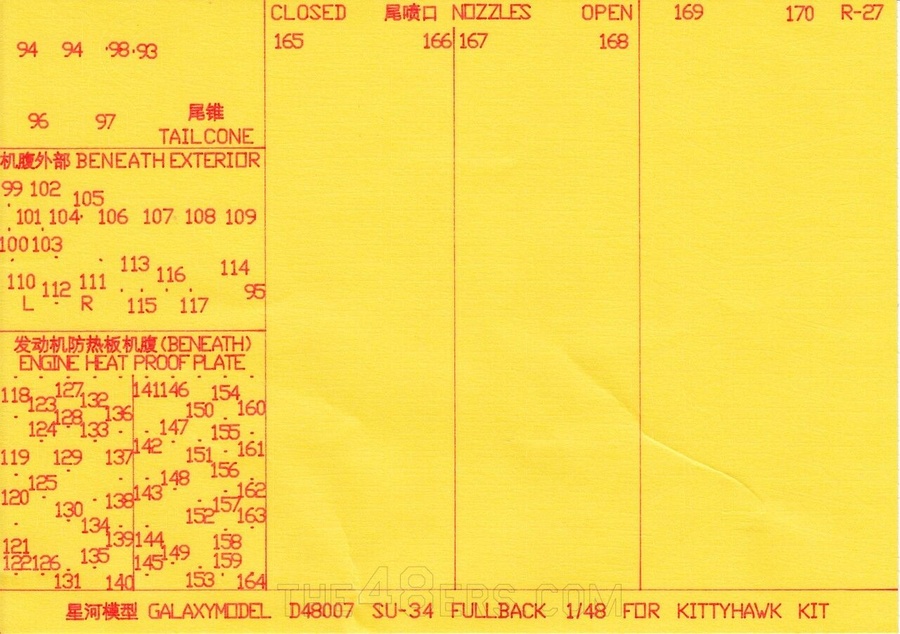 CLOSED 尾喷口 NOZZLES OPEN 169 170 R-27
165 166 167 168
94 94 98 93
96 97 尾锥
TAILCONE
机腹外部 BENEATH EXTERIOR
99 102
105
101 104 106 107 108 109
100 103
113 116 114
110 112 111 95
L R 115 117
发动机防热板机腹(BENEATH)
ENGINE HEAT PROOF PLATE
118 127 132 141 146 154
123 128 136 150 160
124 133 147 155
142 151 161
119 129 137 156
125 148 162
120 138 143 157
130 152 163
134 139 144 158
121 135 149 159
122 126 145
131 140 153 164
THE48ERS.COM
星河模型 GALAXYMODEL D48007 SU-34 FULLBACK 1/48 FOR KITTYHAWK KIT